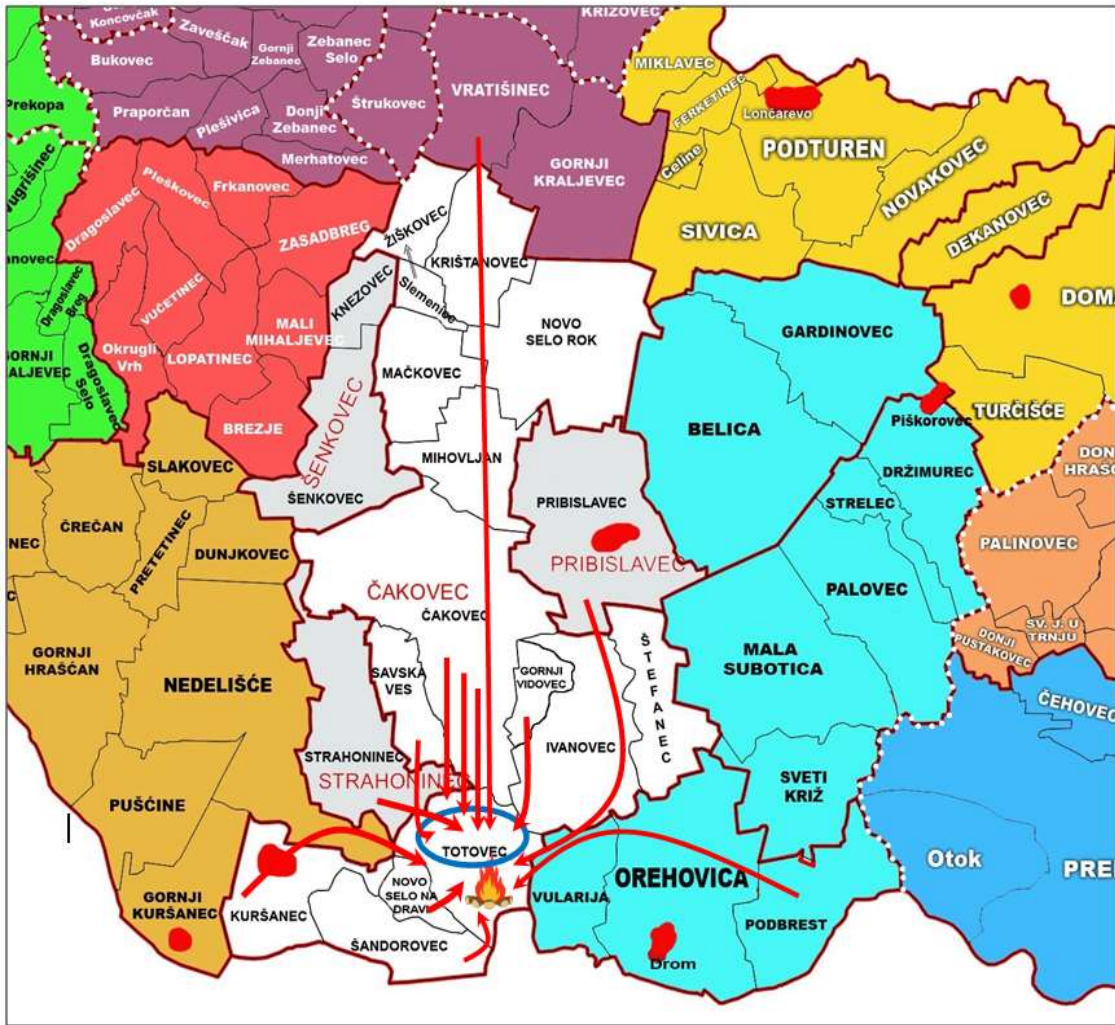 Koncovčak
Zaveščak
Gornji
Zebanec
Zebanec
Selo
KRIŽOVEC
Bukovec
Prekopa
Praporčan
Plešivica
Donji
Zebanec
Štrukovec
VRATIŠINEC
MIKLAVEC
FERKETINEC
Lončarevo
PODTUREN
Merhatovec
GORNJI
KRALJEVEC
Celine
NOVAKOVEC
DEKANOVEC
SIVICA
Dragoslavec
Pleškovec
Frkanovec
ZASADBREG
ŽIŠKOVEC
KRIŠTANOVEC
Slemenice
KNEZOVEC
Dragoslavec
Breg
Dragoslavec
Selo
VUČETINEC
Okrugli
Vrh
LOPATINEC
MALI
MIHALJEVEC
BREZJE
MAČKOVEC
NOVO
SELO ROK
GARDINOVEC
BELICA
TURČIŠĆE
Piškorovec
ŠENKOVEC
ŠENKOVEC
MIHOVLJAN
PRIBISLAVEC
PRIBISLAVEC
DRŽIMUREC
STRELEC
SLAKOVEC
ČREČAN
PRETETINEC
DUNJKOVEC
PALINOVEC
PALOVEC
ČAKOVEC
ČAKOVEC
GORNJI
HRAŠĆAN
NEDELIŠĆE
SAVSKA
VES
GORNJI
VIDOVEC
ŠTEFANEC
MALA
SUBOTICA
DONJI
PUSTAKOVEC
SV. J. U
TRNJU
ČEHOVEC
IVANOVEC
STRAHONINEC
STRAHONINEC
SVETI
KRIŽ
PUŠĆINE
TOTOVEC
Otok
OREHOVICA
GORNJI
KURŠANEC
KURŠANEC
NOVO
SELO NA
DRAVI
VULARIJA
PODBREST
ŠANDOROVEC
Drom